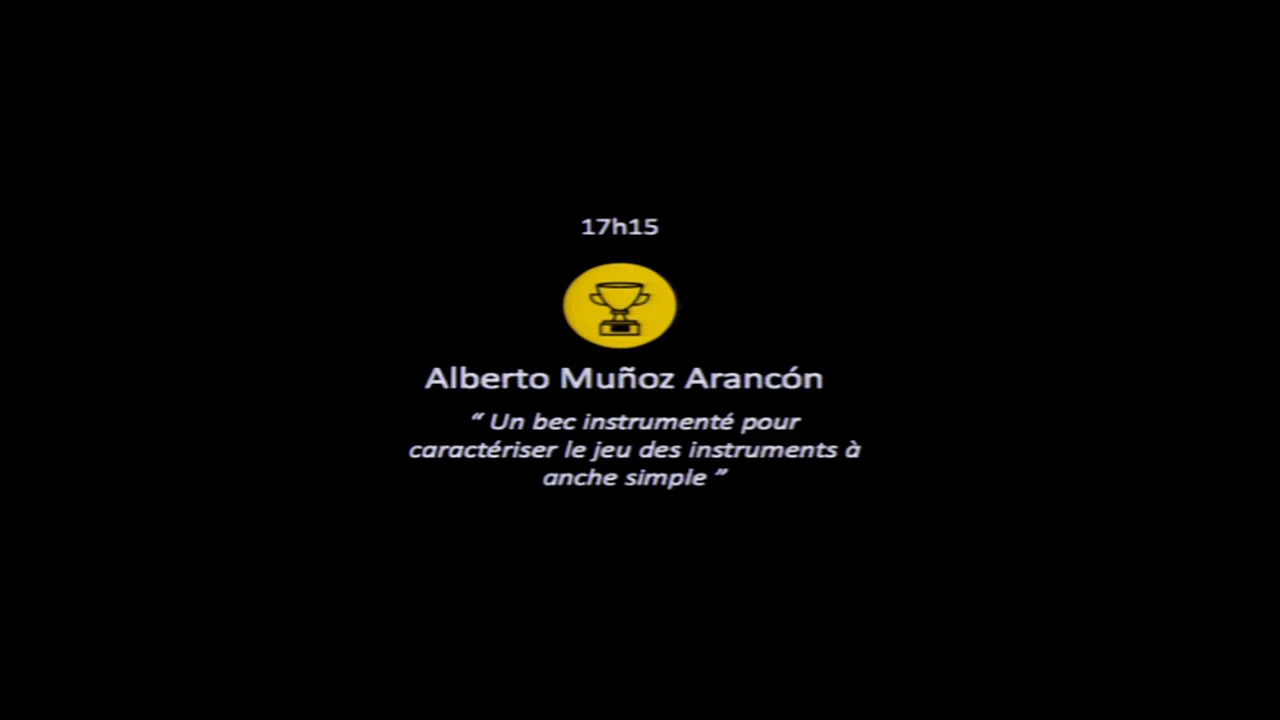 17h15
Alberto Muñoz Arancón
“ Un bec instrumenté pour
caractériser le jeu des instruments à
anche simple ”